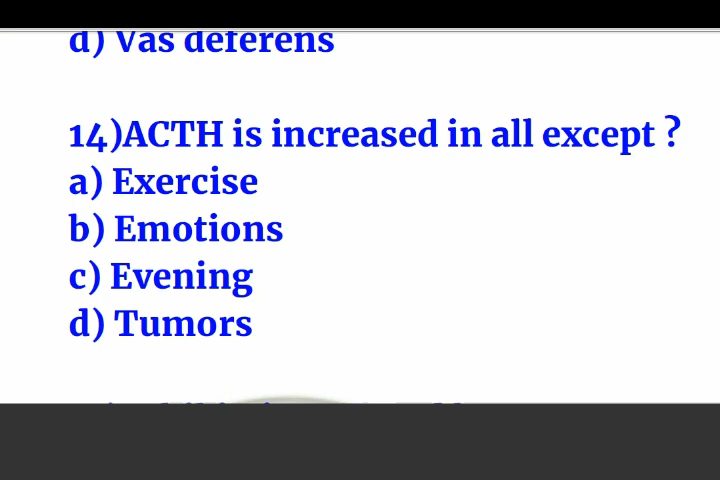 d) Vas deferens
14)ACTH is increased in all except ?
a) Exercise
b) Emotions
c) Evening
d) Tumors